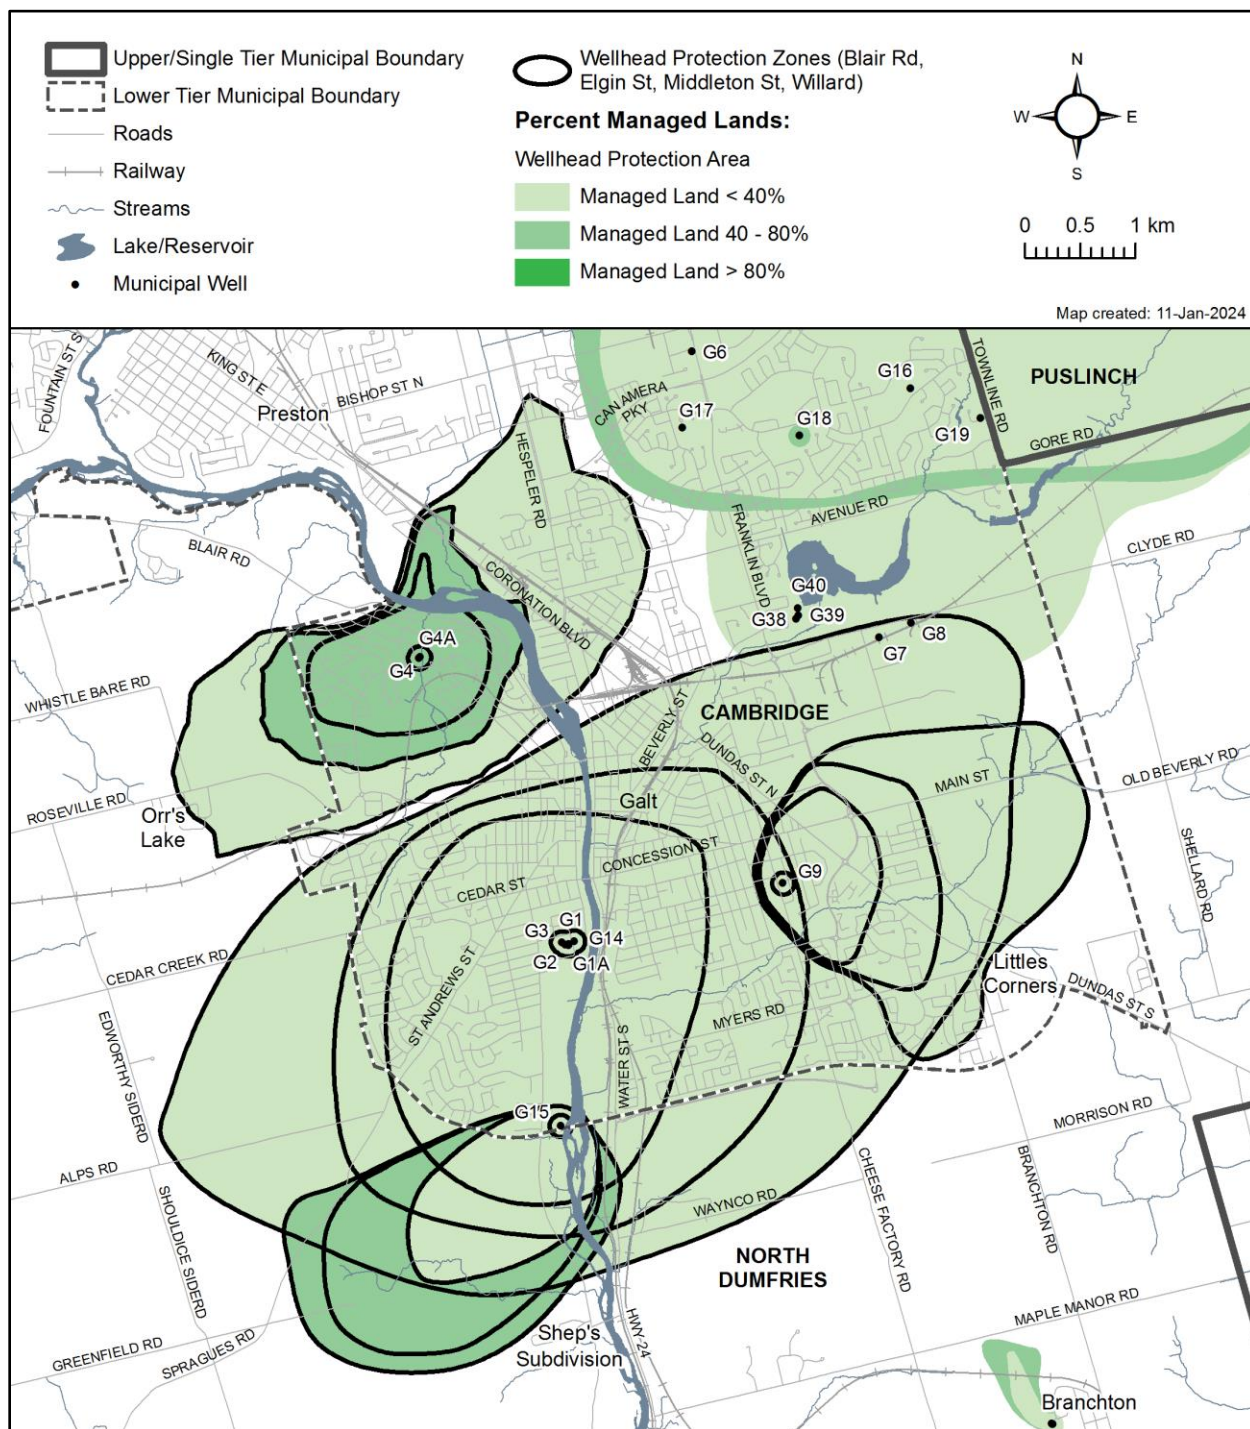 Upper/Single Tier Municipal Boundary
Lower Tier Municipal Boundary
Roads
Railway
Streams
Lake/Reservoir
Municipal Well
Wellhead Protection Zones (Blair Rd,
Elgin St, Middleton St, Willard)
Percent Managed Lands:
Wellhead Protection Area
Managed Land < 40%
Managed Land 40 - 80%
Managed Land > 80%
N
W
E
S
0 0.5 1 km
Map created: 11-Jan-2024
FOUNTAIN ST S
KING ST E
BISHOP ST N
Preston
HESPELER RD
CAN AMERA
PKY
G6
G17
G18
G16
G19
TOWNLINE RD
PUSLINCH
GORE RD
AVENUE RD
FRANKLIN BLVD
CLYDE RD
BLAIR RD
CORONATION BLVD
G40
G39
G38
G8
G7
G4A
G4
WHISTLE BARE RD
BEVERLY ST
CAMBRIDGE
DUNDAS ST N
MAIN ST
OLD BEVERLY RD
ROSEVILLE RD
Orr's
Lake
Galt
CONCESSION ST
SHELLARD RD
CEDAR ST
G9
G1
G3
G14
G2
G1A
CEDAR CREEK RD
ST ANDREWS ST
Littles
Corners
DUNDAS ST S
MYERS RD
EDWORTHY SIDERD
WATER ST S
G15
MORRISON RD
ALPS RD
SHOULDICE SIDERD
CHEESE FACTORY RD
BRANCHTON RD
WAYNCO RD
NORTH
DUMFRIES
MAPLE MANOR RD
GREENFIELD RD
SPRAGUES RD
Shep's
Subdivision
HWY-24
Branchton